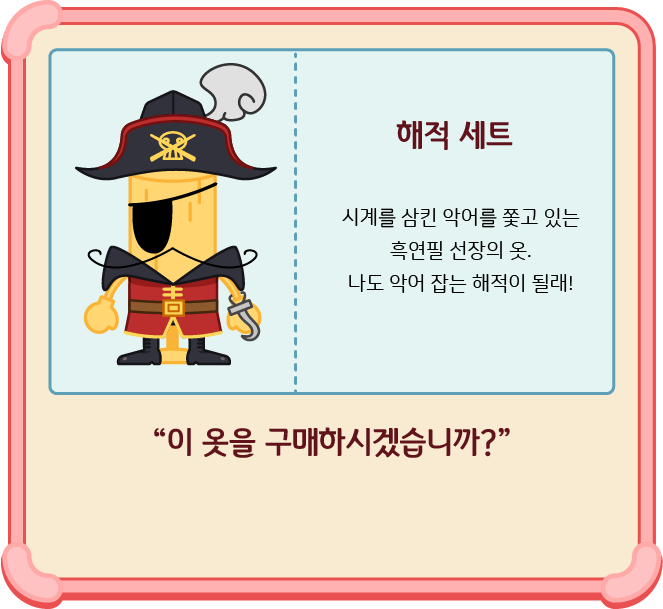 해적 세트
시계를 삼킨 악어를 쫓고 있는
흑연필 선장의 옷.
나도 악어 잡는 해적이 될래!
“이 옷을 구매하시겠습니까?”